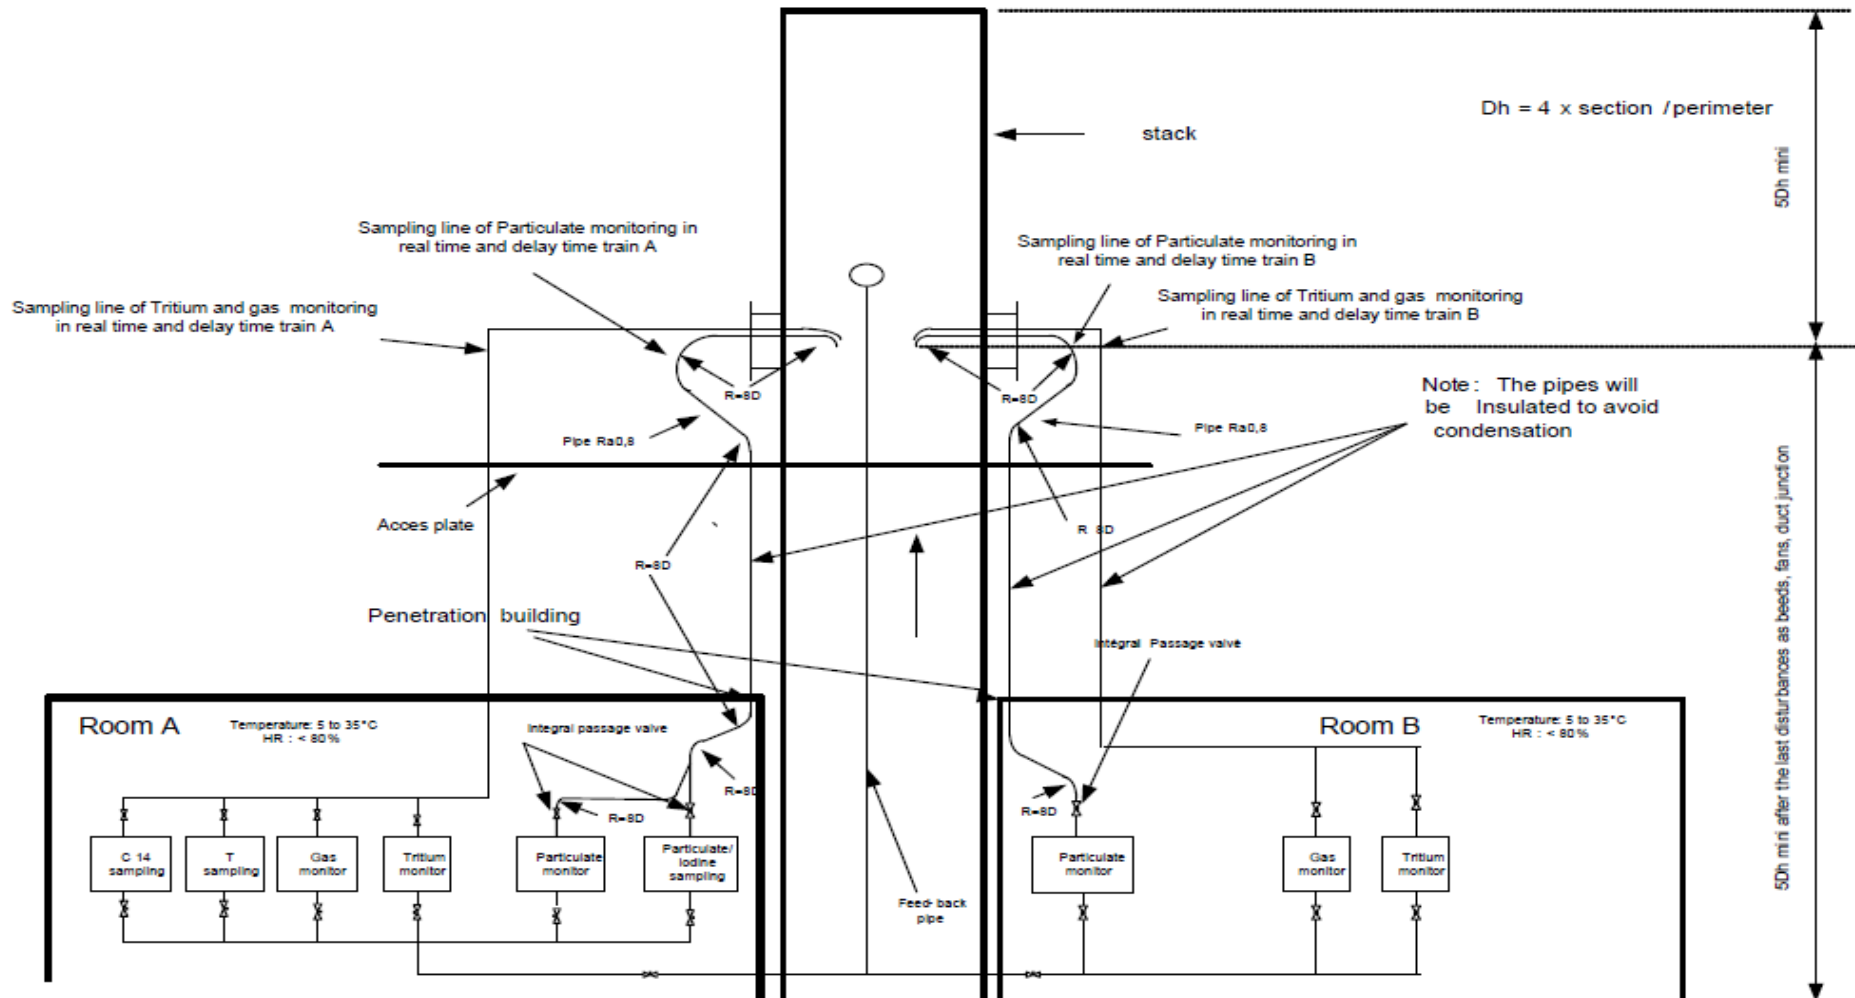 Dh = 4 x section /perimeter
stack
5Dh mini
Sampling line of Particulate monitoring in
real time and delay time train A
Sampling line of Particulate monitoring in
real time and delay time train B
Sampling line of Tritium and gas monitoring
in real time and delay time train A
Sampling line of Tritium and gas monitoring
in real time and delay time train B
R=8D
R=8D
Note : The pipes will
be Insulated to avoid
condensation
Pipe Ra0,8
Pipe Ra0,8
Acces plate
R 8D
R=8D
5Dh mini after the last disturbances as beeds, fans, duct junction
Penetration building
Intégral Passage valvé
Room A
Temperature: 5 to 35°C
HR : < 80%
Integral passage valve
Room B
Temperature: 5 to 35°C
HR : < 80%
R=8D
R=8D
R=8D
C 14
sampling
T
sampling
Gas
monitor
Tritium
monitor
Particulate
monitor
Particulate/
Iodine
sampling
Particulate
monitor
Gas
monitor
Tritium
monitor
Feed-back
pipe